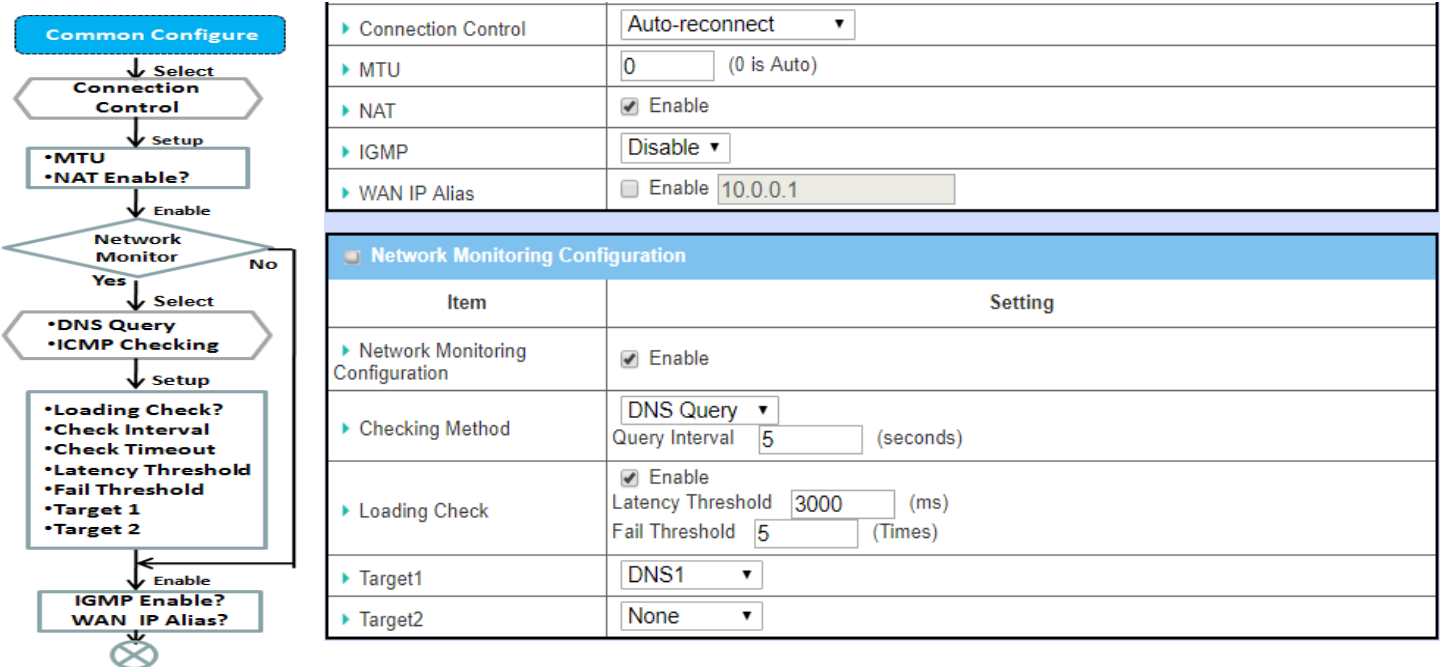 Common Configure
Select
Connection
Control
Setup
•MTU
•NAT Enable?
Enable
Network
Monitor
No
Yes
Select
•DNS Query
•ICMP Checking
Setup
•Loading Check?
•Check Interval
•Check Timeout
•Latency Threshold
•Fail Threshold
•Target 1
•Target 2
Enable
IGMP Enable?
WAN IP Alias?
Connection Control Auto-reconnect
MTU 0 (0 is Auto)
NAT Enable
IGMP Disable
WAN IP Alias Enable 10.0.0.1
Network Monitoring Configuration
Item Setting
Network Monitoring
Configuration
Enable
Checking Method
DNS Query
Query Interval 5 (seconds)
Loading Check
Enable
Latency Threshold 3000 (ms)
Fail Threshold 5 (Times)
Target1 DNS1
Target2 None